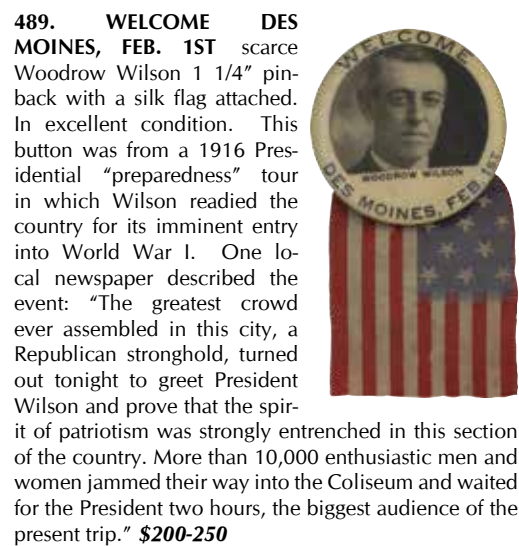 489. WELCOME DES
MOINES, FEB. 1ST scarce
Woodrow Wilson 1 1/4" pin-
back with a silk flag attached.
In excellent condition. This
button was from a 1916 Pres-
idential "preparedness" tour
in which Wilson readied the
country for its imminent entry
into World War I. One lo-
cal newspaper described the
event: "The greatest crowd
ever assembled in this city, a
Republican stronghold, turned
out tonight to greet President
Wilson and prove that the spir-
it of patriotism was strongly entrenched in this section
of the country. More than 10,000 enthusiastic men and
women jammed their way into the Coliseum and waited
for the President two hours, the biggest audience of the
present trip." $200-250
WELCOME
WOODROW WILSON
DES MOINES, FEB. 1ST